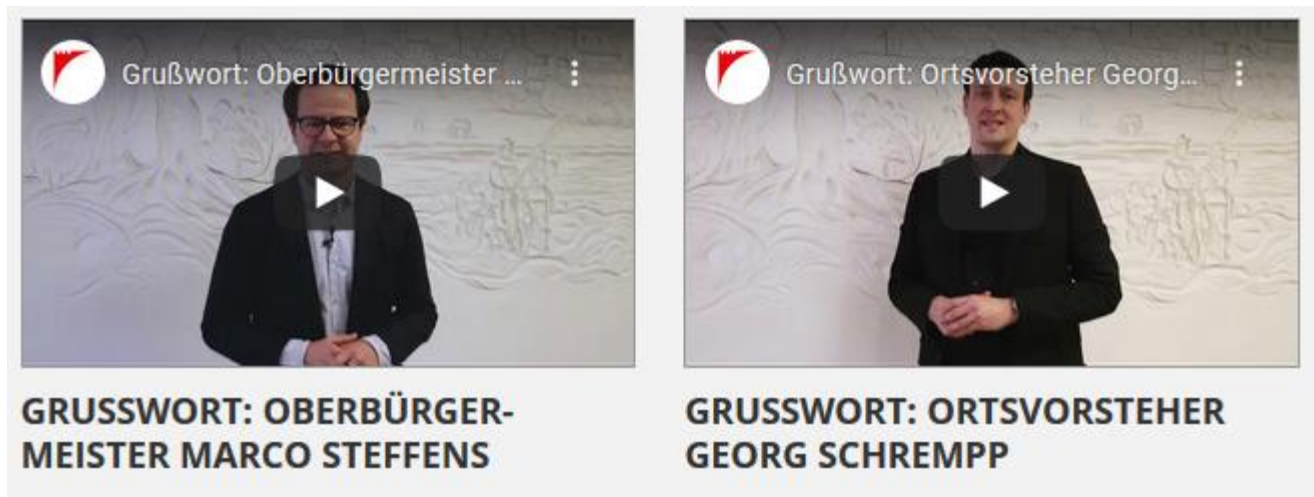 Grußwort: Oberbürgermeister ...
Grußwort: Ortsvorsteher Georg...
GRUSSWORT: OBERBÜRGER-
MEISTER MARCO STEFFENS
GRUSSWORT: ORTSVORSTEHER
GEORG SCHREMPP